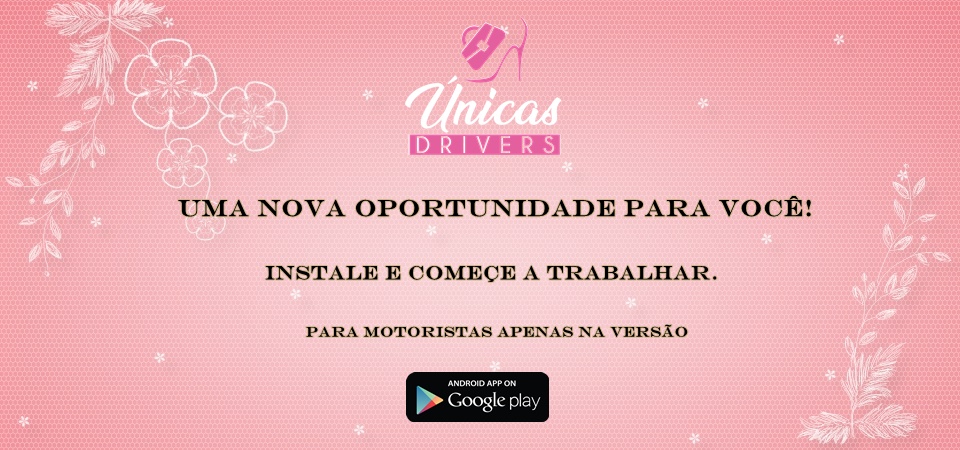 Únicas
DRIVERS
UMA NOVA OPORTUNIDADE PARA VOCÊ!
INSTALE E COMEÇE A TRABALHAR.
PARA MOTORISTAS APENAS NA VERSÃO
ANDROID APP ON
Google play